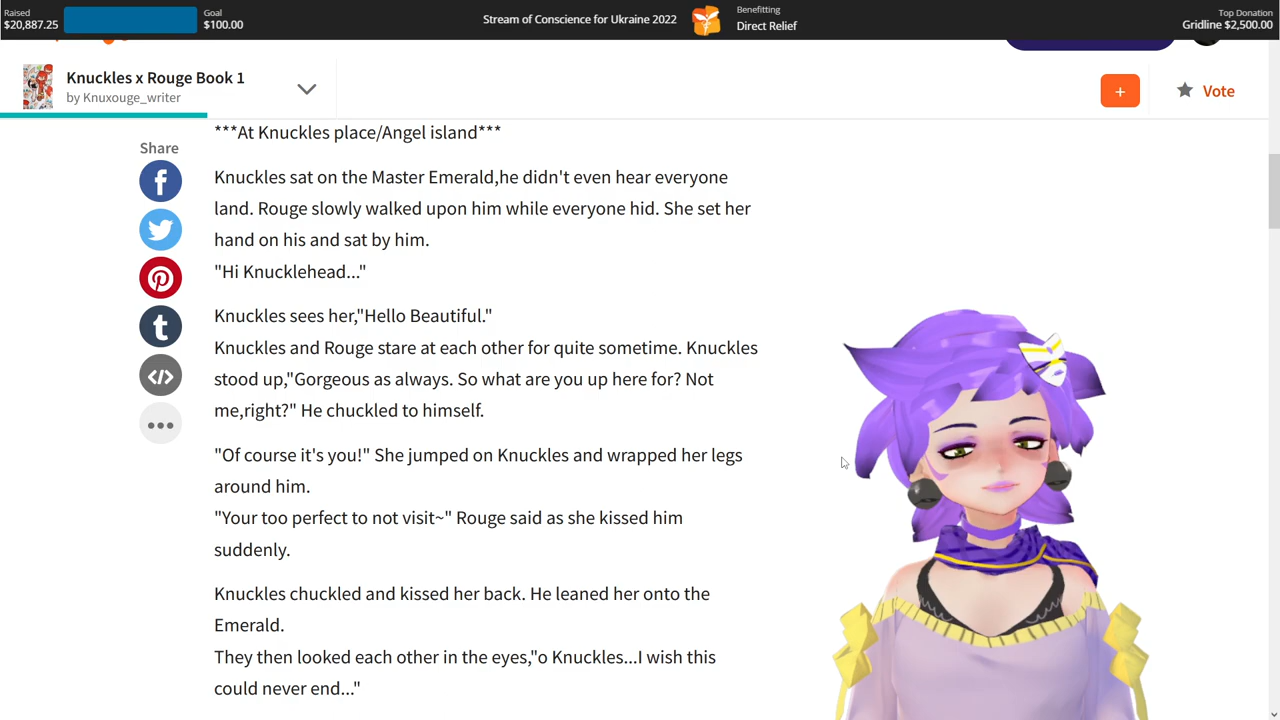 Raised
$20,887.25
Goal
$100.00
Stream of Conscience for Ukraine 2022
Benefitting
Direct Relief
Top Donation
Gridline $2,500.00
Knuckles x Rouge Book 1
by Knuxouge_writer
+
Vote
Share
***At Knuckles place/Angel island***
Knuckles sat on the Master Emerald,he didn't even hear everyone
land. Rouge slowly walked upon him while everyone hid. She set her
hand on his and sat by him.
"Hi Knucklehead..."
Knuckles sees her,"Hello Beautiful."
Knuckles and Rouge stare at each other for quite sometime. Knuckles
stood up,"Gorgeous as always. So what are you up here for? Not
me,right?" He chuckled to himself.
"Of course it's you!" She jumped on Knuckles and wrapped her legs
around him.
"Your too perfect to not visit~" Rouge said as she kissed him
suddenly.
Knuckles chuckled and kissed her back. He leaned her onto the
Emerald.
They then looked each other in the eyes,"o Knuckles...I wish this
could never end..."